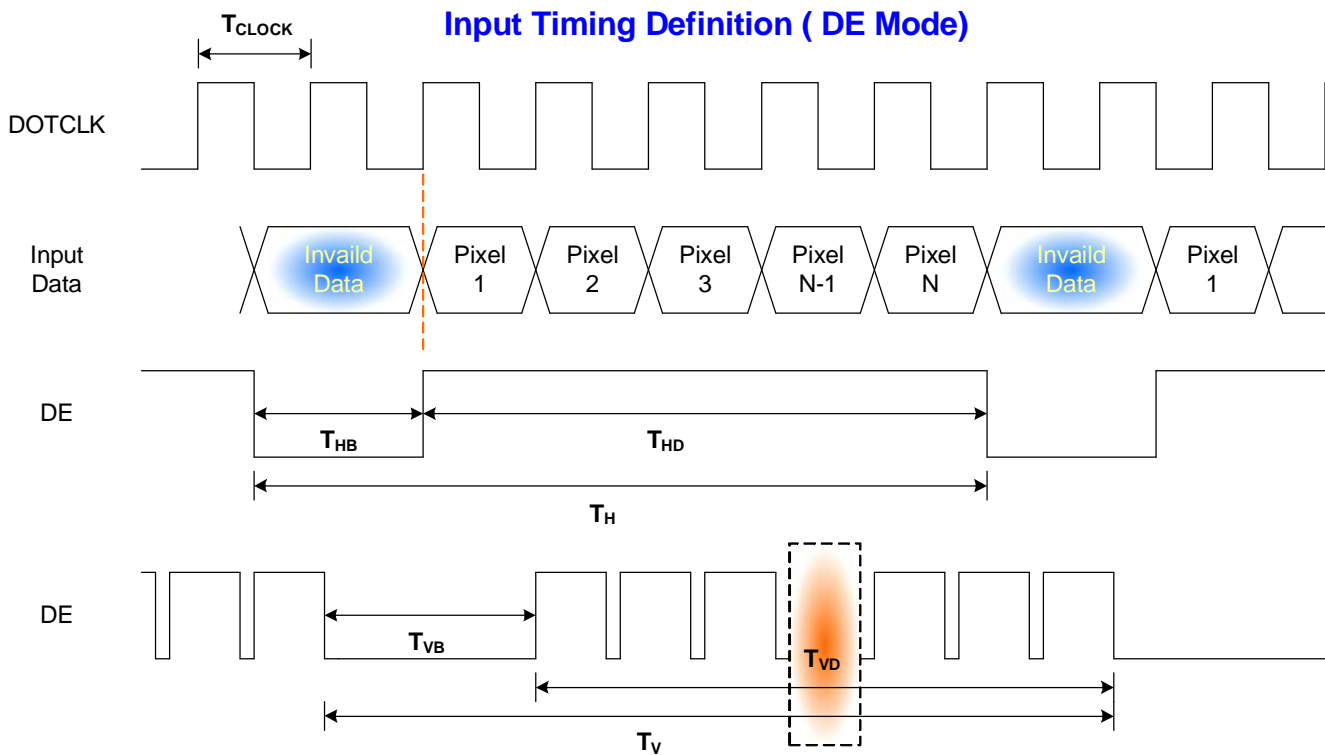 Input Timing Definition ( DE Mode)
TCLOCK
DOTCLK
Input
Data
Invaild
Data
Pixel
1
Pixel
2
Pixel
3
Pixel
N-1
Pixel
N
Invaild
Data
Pixel
1
DE
THB
THD
TH
DE
TVB
TVD
TV